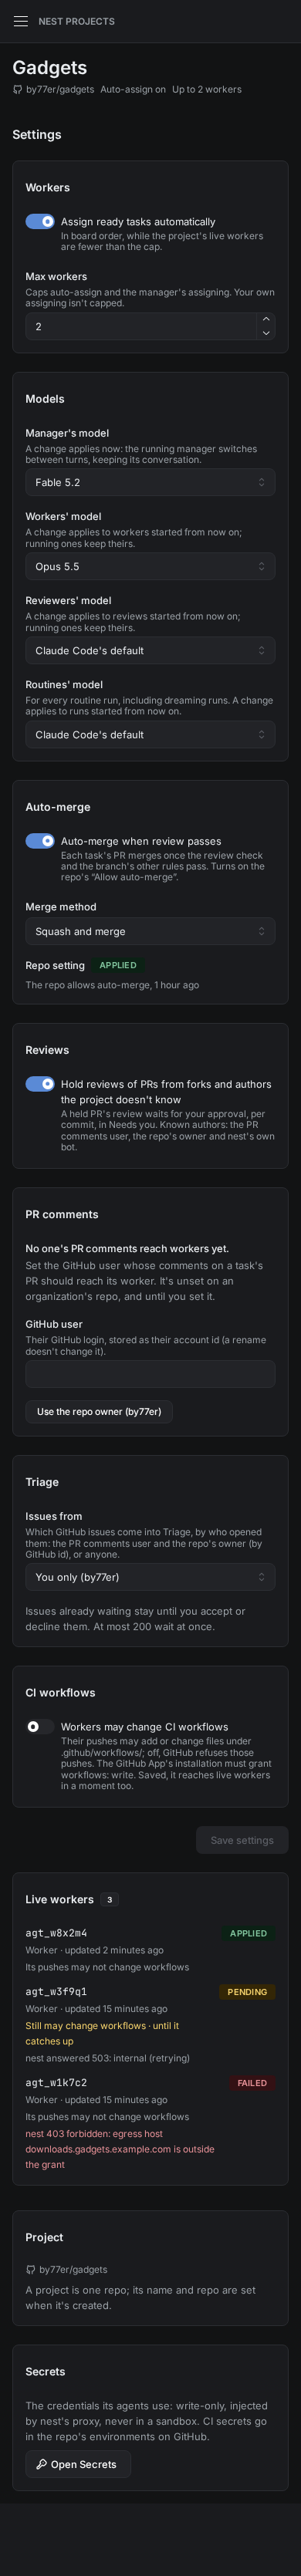 NEST PROJECTS
Gadgets
by77er/gadgets Auto-assign on Up to 2 workers
Settings
Workers
Assign ready tasks automatically
In board order, while the project's live workers
are fewer than the cap.
Max workers
Caps auto-assign and the manager's assigning. Your own
assigning isn't capped.
2
Models
Manager's model
A change applies now: the running manager switches
between turns, keeping its conversation.
Fable 5.2
Workers' model
A change applies to workers started from now on;
running ones keep theirs.
Opus 5.5
Reviewers' model
A change applies to reviews started from now on;
running ones keep theirs.
Claude Code's default
Routines' model
For every routine run, including dreaming runs. A change
applies to runs started from now on.
Claude Code's default
Auto-merge
Auto-merge when review passes
Each task's PR merges once the review check
and the branch's other rules pass. Turns on the
repo's "Allow auto-merge".
Merge method
Squash and merge
Repo setting APPLIED
The repo allows auto-merge, 1 hour ago
Reviews
Hold reviews of PRs from forks and authors
the project doesn't know
A held PR's review waits for your approval, per
commit, in Needs you. Known authors: the PR
comments user, the repo's owner and nest's own
bot.
PR comments
No one's PR comments reach workers yet.
Set the GitHub user whose comments on a task's
PR should reach its worker. It's unset on an
organization's repo, and until you set it.
GitHub user
Their GitHub login, stored as their account id (a rename
doesn't change it).
Use the repo owner (by77er)
Triage
Issues from
Which GitHub issues come into Triage, by who opened
them: the PR comments user and the repo's owner (by
GitHub id), or anyone.
You only (by77er)
Issues already waiting stay until you accept or
decline them. At most 200 wait at once.
CI workflows
Workers may change CI workflows
Their pushes may add or change files under
.github/workflows/; off, GitHub refuses those
pushes. The GitHub App's installation must grant
workflows: write. Saved, it reaches live workers
in a moment too.
Save settings
Live workers 3
agt_w8x2m4 APPLIED
Worker · updated 2 minutes ago
Its pushes may not change workflows
agt_w3f9q1 PENDING
Worker · updated 15 minutes ago
Still may change workflows · until it
catches up
nest answered 503: internal (retrying)
agt_w1k7c2 FAILED
Worker · updated 15 minutes ago
Its pushes may not change workflows
nest 403 forbidden: egress host
downloads.gadgets.example.com is outside
the grant
Project
by77er/gadgets
A project is one repo; its name and repo are set
when it's created.
Secrets
The credentials its agents use: write-only, injected
by nest's proxy, never in a sandbox. CI secrets go
in the repo's environments on GitHub.
Open Secrets